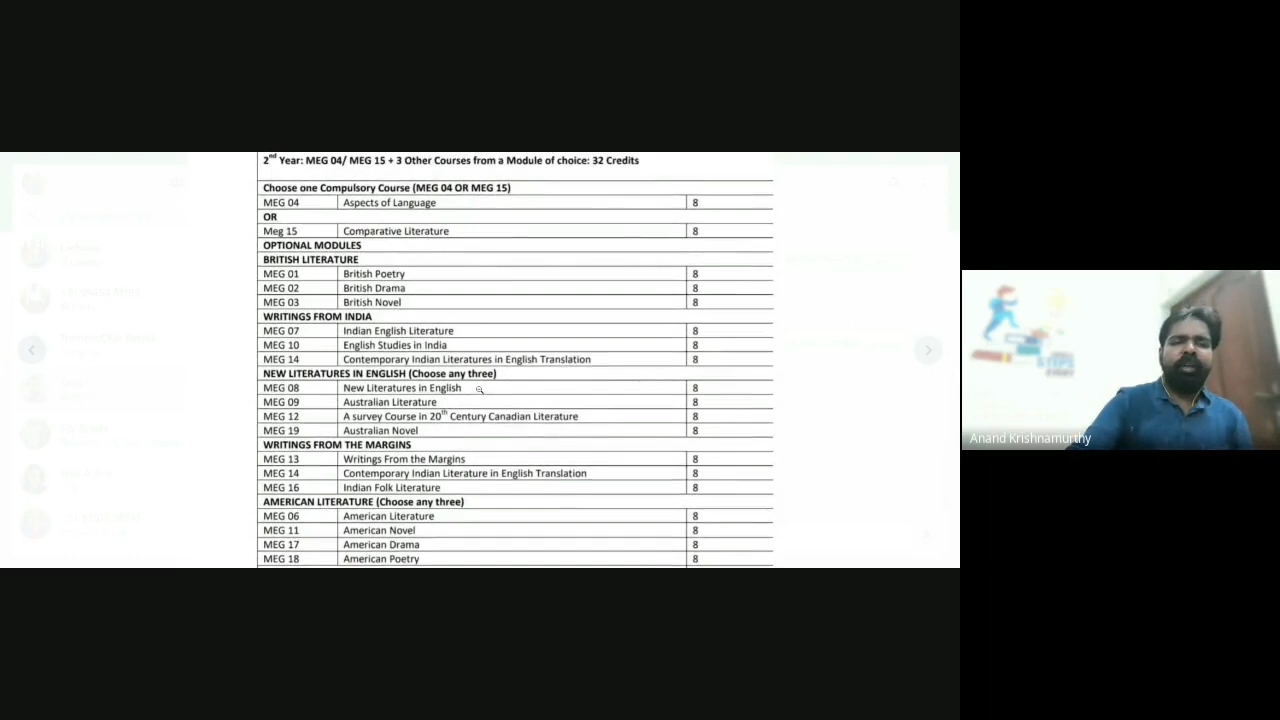 2nd Year: MEG 04/ MEG 15 + 3 Other Courses from a Module of choice: 32 Credits
Choose one Compulsory Course (MEG 04 OR MEG 15)
MEG 04 Aspects of Language 8
OR
Meg 15 Comparative Literature 8
OPTIONAL MODULES
BRITISH LITERATURE
MEG 01 British Poetry 8
MEG 02 British Drama 8
MEG 03 British Novel 8
WRITINGS FROM INDIA
MEG 07 Indian English Literature 8
MEG 10 English Studies in India 8
MEG 14 Contemporary Indian Literatures in English Translation 8
NEW LITERATURES IN ENGLISH (Choose any three)
MEG 08 New Literatures in English 8
MEG 09 Australian Literature 8
MEG 12 A survey Course in 20th Century Canadian Literature 8
MEG 19 Australian Novel 8
WRITINGS FROM THE MARGINS
MEG 13 Writings From the Margins 8
MEG 14 Contemporary Indian Literature in English Translation 8
MEG 16 Indian Folk Literature 8
AMERICAN LITERATURE (Choose any three)
MEG 06 American Literature 8
MEG 11 American Novel 8
MEG 17 American Drama 8
MEG 18 American Poetry 8
STEPS
Anand Krishnamurthy